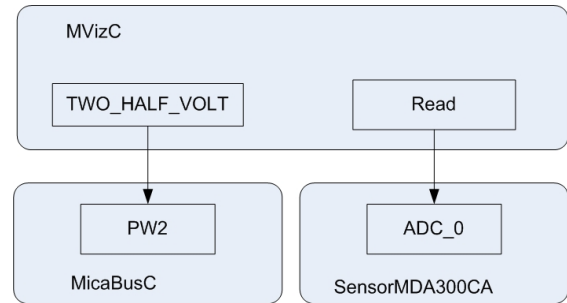 MVizC
TWO_HALF_VOLT
Read
PW2
ADC_0
MicaBusC
SensorMDA300CA